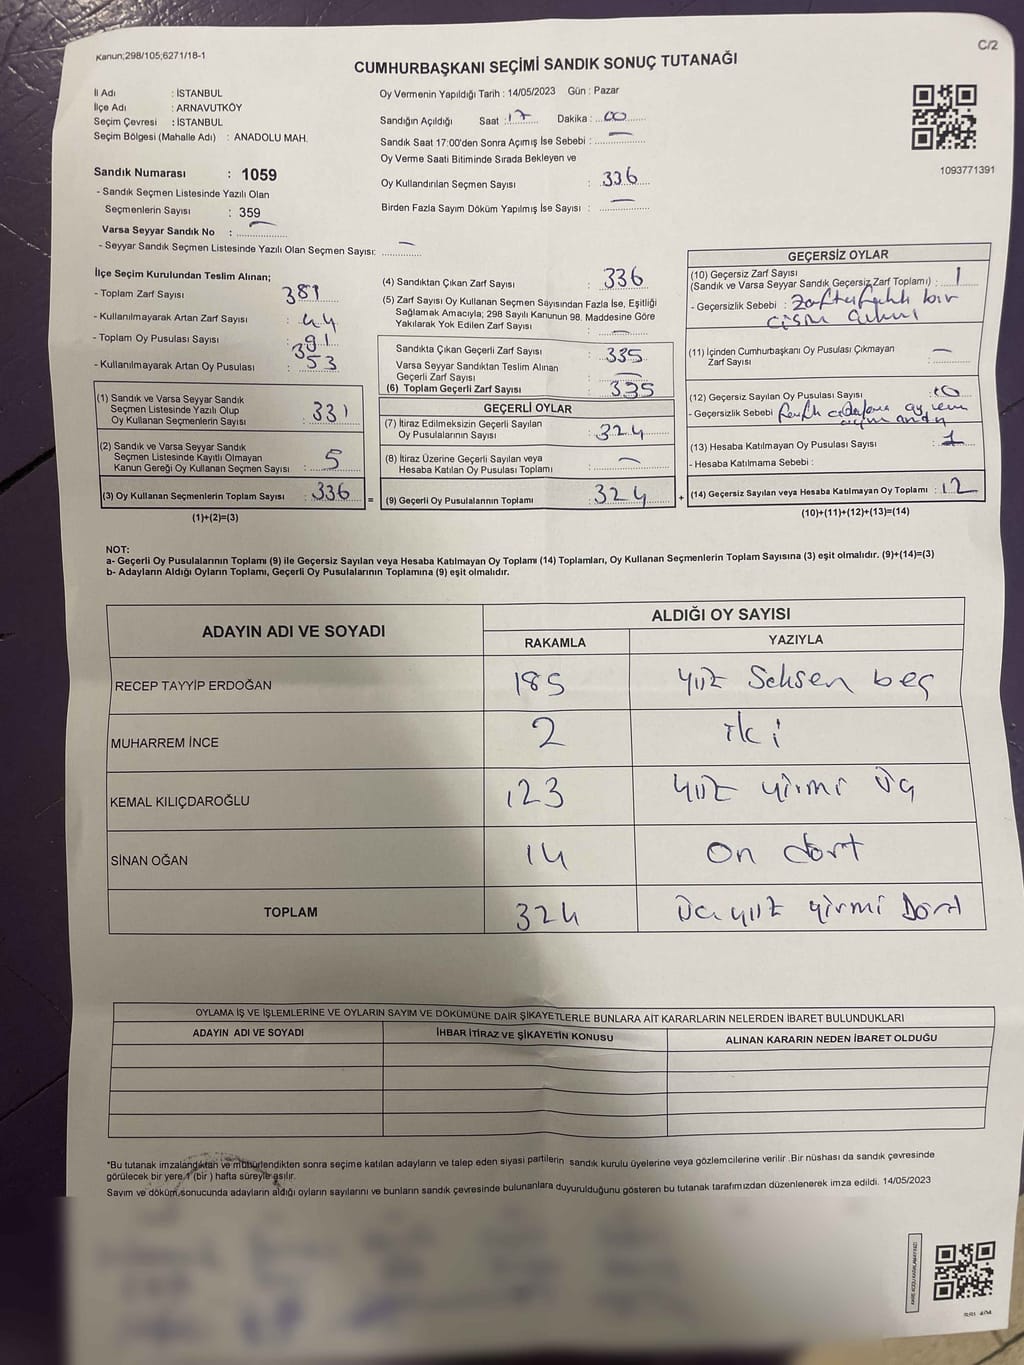 Kanun;298/105;6271/18-1
C/2
CUMHURBAŞKANI SEÇİMİ SANDIK SONUÇ TUTANAĞI
İl Adı : İSTANBUL
İlçe Adı : ARNAVUTKÖY
Seçim Çevresi : İSTANBUL
Seçim Bölgesi (Mahalle Adı) : ANADOLU MAH.
Sandık Numarası : 1059
- Sandık Seçmen Listesinde Yazılı Olan
Seçmenlerin Sayısı : 359
Varsa Seyyar Sandık No : —
- Seyyar Sandık Seçmen Listesinde Yazılı Olan Seçmen Sayısı: —
Oy Vermenin Yapıldığı Tarih : 14/05/2023 Gün : Pazar
Sandığın Açıldığı Saat : 17 Dakika : 00
Sandık Saat 17:00'den Sonra Açımış İse Sebebi : —
Oy Verme Saati Bitiminde Sırada Bekleyen ve
Oy Kullandırılan Seçmen Sayısı : 336
Birden Fazla Sayım Döküm Yapılmış İse Sayısı : —
1093771391
İlçe Seçim Kurulundan Teslim Alınan;
- Toplam Zarf Sayısı 381
- Kullanılmayarak Artan Zarf Sayısı : 44
- Toplam Oy Pusulası Sayısı : 391
- Kullanılmayarak Artan Oy Pusulası : 53
(1) Sandık ve Varsa Seyyar Sandık
Seçmen Listesinde Yazılı Olup
Oy Kullanan Seçmenlerin Sayısı : 331
(2) Sandık ve Varsa Seyyar Sandık
Seçmen Listesinde Kayıtlı Olmayan
Kanun Gereği Oy Kullanan Seçmen Sayısı : 5
(3) Oy Kullanan Seçmenlerin Toplam Sayısı : 336
(1)+(2)=(3)
=
(4) Sandıktan Çıkan Zarf Sayısı : 336
(5) Zarf Sayısı Oy Kullanan Seçmen Sayısından Fazla İse, Eşitliği
Sağlamak Amacıyla; 298 Sayılı Kanunun 98. Maddesine Göre
Yakılarak Yok Edilen Zarf Sayısı : —
Sandıkta Çıkan Geçerli Zarf Sayısı : 335
Varsa Seyyar Sandıktan Teslim Alınan
Geçerli Zarf Sayısı : —
(6) Toplam Geçerli Zarf Sayısı : 335
GEÇERLİ OYLAR
(7) İtiraz Edilmeksizin Geçerli Sayılan
Oy Pusulalarının Sayısı : 324
(8) İtiraz Üzerine Geçerli Sayılan veya
Hesaba Katılan Oy Pusulası Toplamı : —
(9) Geçerli Oy Pusulalarının Toplamı : 324
+
GEÇERSİZ OYLAR
(10) Geçersiz Zarf Sayısı
(Sandık ve Varsa Seyyar Sandık Geçersiz Zarf Toplamı) : 1
- Geçersizlik Sebebi : bir
(11) İçinden Cumhurbaşkanı Oy Pusulası Çıkmayan
Zarf Sayısı : —
(12) Geçersiz Sayılan Oy Pusulası Sayısı : 10
- Geçersizlik Sebebi
(13) Hesaba Katılmayan Oy Pusulası Sayısı : 1
- Hesaba Katılmama Sebebi :
(14) Geçersiz Sayılan veya Hesaba Katılmayan Oy Toplamı : 12
(10)+(11)+(12)+(13)=(14)
NOT:
a- Geçerli Oy Pusulalarının Toplamı (9) ile Geçersiz Sayılan veya Hesaba Katılmayan Oy Toplamı (14) Toplamları, Oy Kullanan Seçmenlerin Toplam Sayısına (3) eşit olmalıdır. (9)+(14)=(3)
b- Adayların Aldığı Oyların Toplamı, Geçerli Oy Pusulalarının Toplamına (9) eşit olmalıdır.
ADAYIN ADI VE SOYADI
ALDIĞI OY SAYISI
RAKAMLA YAZIYLA
RECEP TAYYİP ERDOĞAN 185 yüz Seksen beş
MUHARREM İNCE 2 iki
KEMAL KILIÇDAROĞLU 123 yüz yirmi üç
SİNAN OĞAN 14 on dört
TOPLAM 324 üç yüz yirmi Dört
OYLAMA İŞ VE İŞLEMLERİNE VE OYLARIN SAYIM VE DÖKÜMÜNE DAİR ŞİKAYETLERLE BUNLARA AİT KARARLARIN NELERDEN İBARET BULUNDUKLARI
ADAYIN ADI VE SOYADI İHBAR İTİRAZ VE ŞİKAYETİN KONUSU ALINAN KARARIN NEDEN İBARET OLDUĞU
*Bu tutanak imzalandıktan ve mühürlendikten sonra seçime katılan adayların ve talep eden siyasi partilerin sandık kurulu üyelerine veya gözlemcilerine verilir .Bir nüshası da sandık çevresinde
görülecek bir yere,1 (bir ) hafta süreyle asılır.
Sayım ve döküm sonucunda adayların aldığı oyların sayılarını ve bunların sandık çevresinde bulunanlara duyurulduğunu gösteren bu tutanak tarafımızdan düzenlenerek imza edildi. 14/05/2023